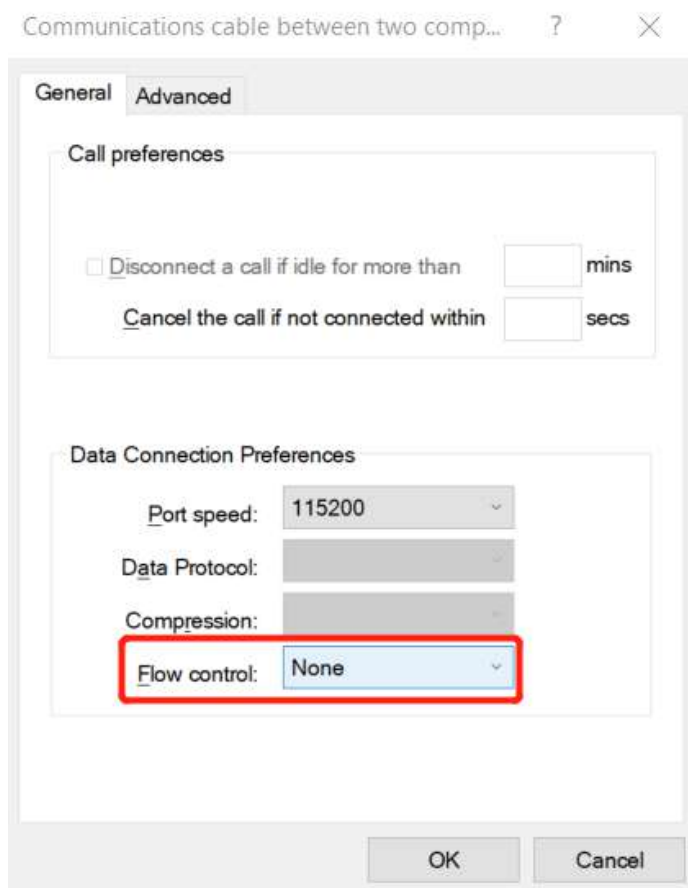 Communications cable between two comp... ?
General Advanced
Call preferences
Disconnect a call if idle for more than mins
Cancel the call if not connected within secs
Data Connection Preferences
Port speed: 115200
Data Protocol:
Compression:
Flow control: None
OK Cancel